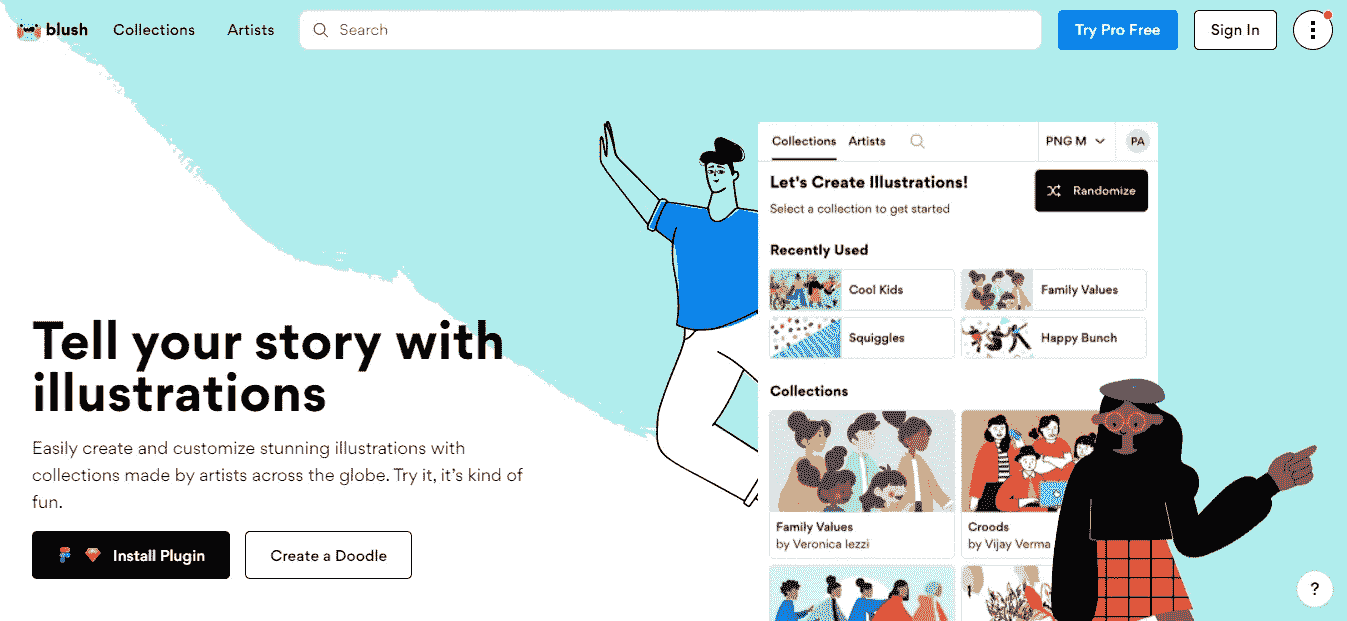 blush Collections Artists Search Try Pro Free Sign In
Collections Artists PNG M PA
Let's Create Illustrations!
Select a collection to get started
Randomize
Recently Used
Cool Kids Family Values
Squiggles Happy Bunch
Collections
Family Values Croods
by Veronica Iezzi by Vijay Verma
Tell your story with
illustrations
Easily create and customize stunning illustrations with
collections made by artists across the globe. Try it, it's kind of
fun.
Install Plugin Create a Doodle
?